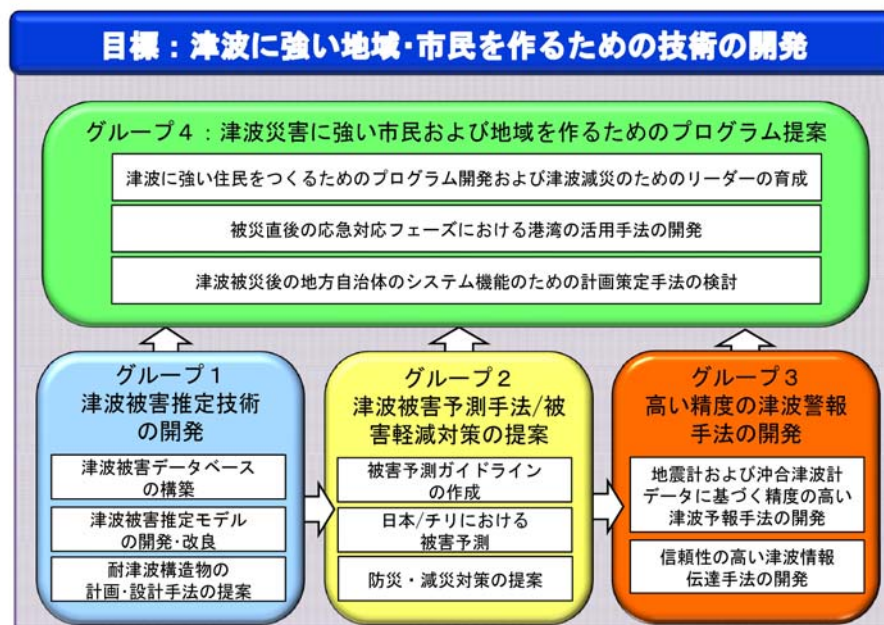 目標：津波に強い地域・市民を作るための技術の開発
グループ４：津波災害に強い市民および地域を作るためのプログラム提案
津波に強い住民をつくるためのプログラム開発および津波減災のためのリーダーの育成
被災直後の応急対応フェーズにおける港湾の活用手法の開発
津波被災後の地方自治体のシステム機能のための計画策定手法の検討
グループ１
津波被害推定技術
の開発
津波被害データベース
の構築
津波被害推定モデル
の開発・改良
耐津波構造物の
計画・設計手法の提案
グループ２
津波被害予測手法/被
害軽減対策の提案
被害予測ガイドライン
の作成
日本/チリにおける
被害予測
防災・減災対策の提案
グループ３
高い精度の津波警報
手法の開発
地震計および沖合津波計
データに基づく精度の高い
津波予報手法の開発
信頼性の高い津波情報
伝達手法の開発